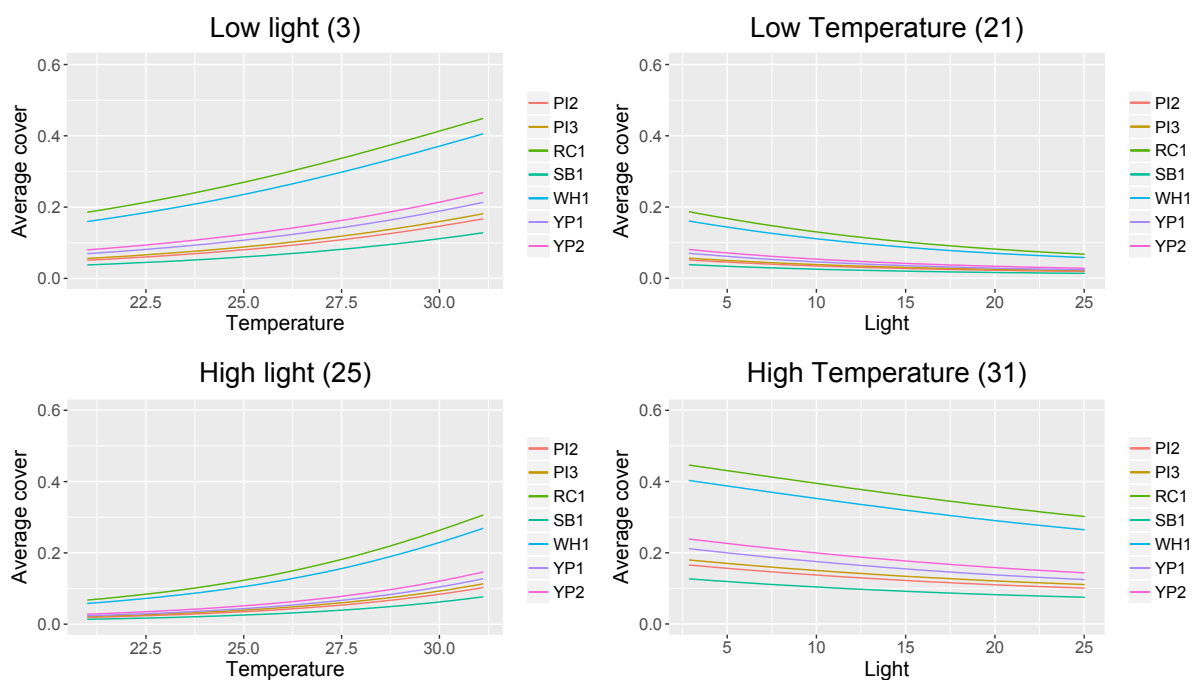 Low light (3)
Average cover
0.6
0.4
0.2
0.0
22.5 25.0 27.5 30.0
Temperature
PI2
PI3
RC1
SB1
WH1
YP1
YP2
Low Temperature (21)
Average cover
0.6
0.4
0.2
0.0
5 10 15 20 25
Light
PI2
PI3
RC1
SB1
WH1
YP1
YP2
High light (25)
Average cover
0.6
0.4
0.2
0.0
22.5 25.0 27.5 30.0
Temperature
PI2
PI3
RC1
SB1
WH1
YP1
YP2
High Temperature (31)
Average cover
0.6
0.4
0.2
0.0
5 10 15 20 25
Light
PI2
PI3
RC1
SB1
WH1
YP1
YP2